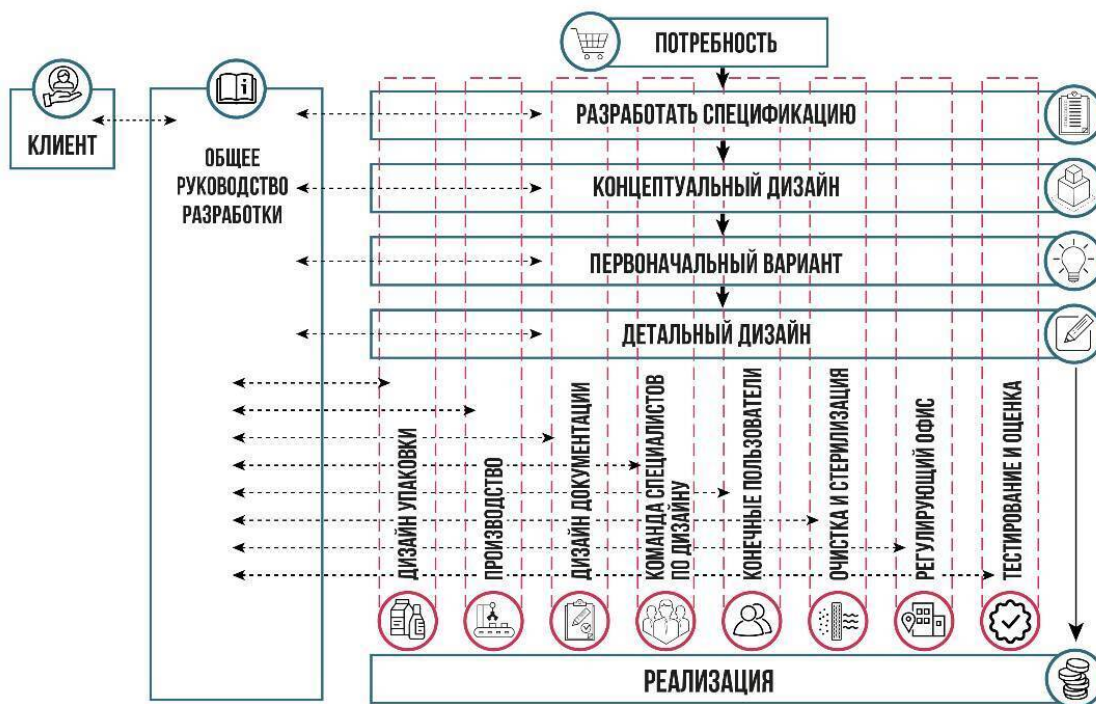 ПОТРЕБНОСТЬ
КЛИЕНТ
ОБЩЕЕ
РУКОВОДСТВО
РАЗРАБОТКИ
РАЗРАБОТАТЬ СПЕЦИФИКАЦИЮ
КОНЦЕПТУАЛЬНЫЙ ДИЗАЙН
ПЕРВОНАЧАЛЬНЫЙ ВАРИАНТ
ДЕТАЛЬНЫЙ ДИЗАЙН
ДИЗАЙН УПАКОВКИ
ПРОИЗВОДСТВО
ДИЗАЙН ДОКУМЕНТАЦИИ
КОМАНДА СПЕЦИАЛИСТОВ
ПО ДИЗАЙНУ
КОНЕЧНЫЕ ПОЛЬЗОВАТЕЛИ
ОЧИСТКА И СТЕРИЛИЗАЦИЯ
РЕГУЛИРУЮЩИЙ ОФИС
ТЕСТИРОВАНИЕ И ОЦЕНКА
РЕАЛИЗАЦИЯ